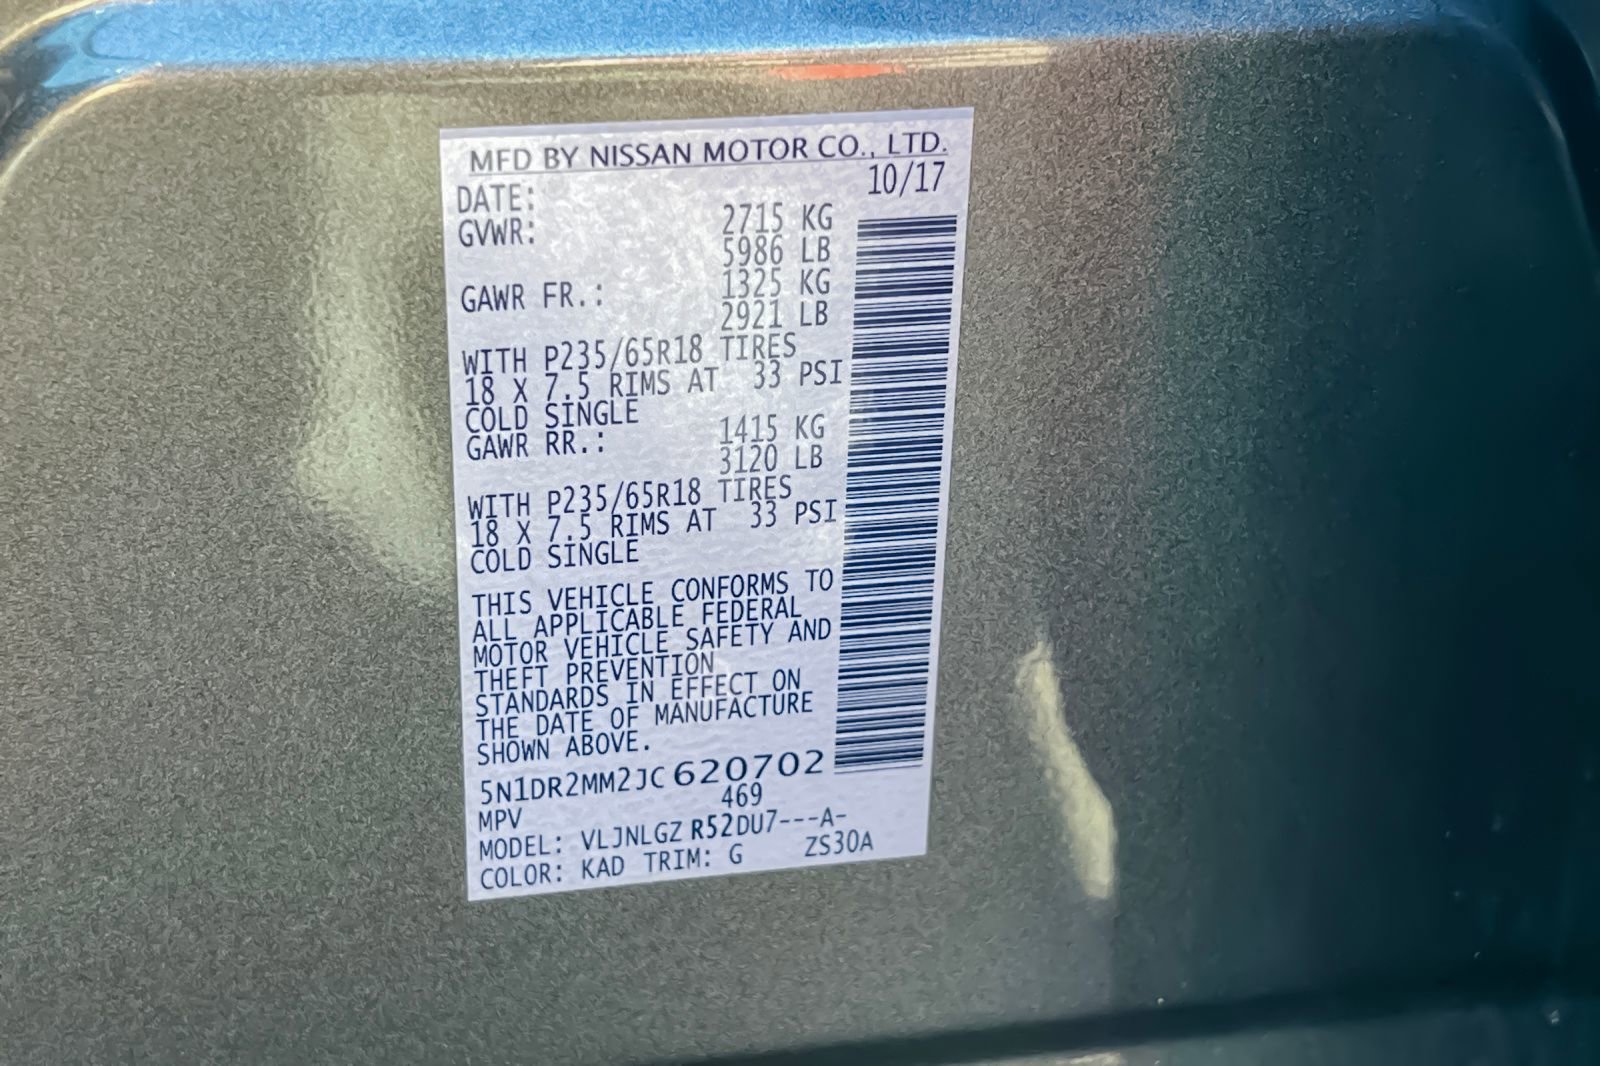 MFD BY NISSAN MOTOR CO., LTD.
DATE: 10/17
GVWR: 2715 KG
5986 LB
GAWR FR.: 1325 KG
2921 LB
WITH P235/65R18 TIRES
18 X 7.5 RIMS AT 33 PSI
COLD SINGLE
GAWR RR.: 1415 KG
3120 LB
WITH P235/65R18 TIRES
18 X 7.5 RIMS AT 33 PSI
COLD SINGLE
THIS VEHICLE CONFORMS TO
ALL APPLICABLE FEDERAL
MOTOR VEHICLE SAFETY AND
THEFT PREVENTION
STANDARDS IN EFFECT ON
THE DATE OF MANUFACTURE
SHOWN ABOVE.
5N1DR2MM2JC620702
MPV 469
MODEL: VLJNLGZ R52DU7---A-
COLOR: KAD TRIM: G ZS30A